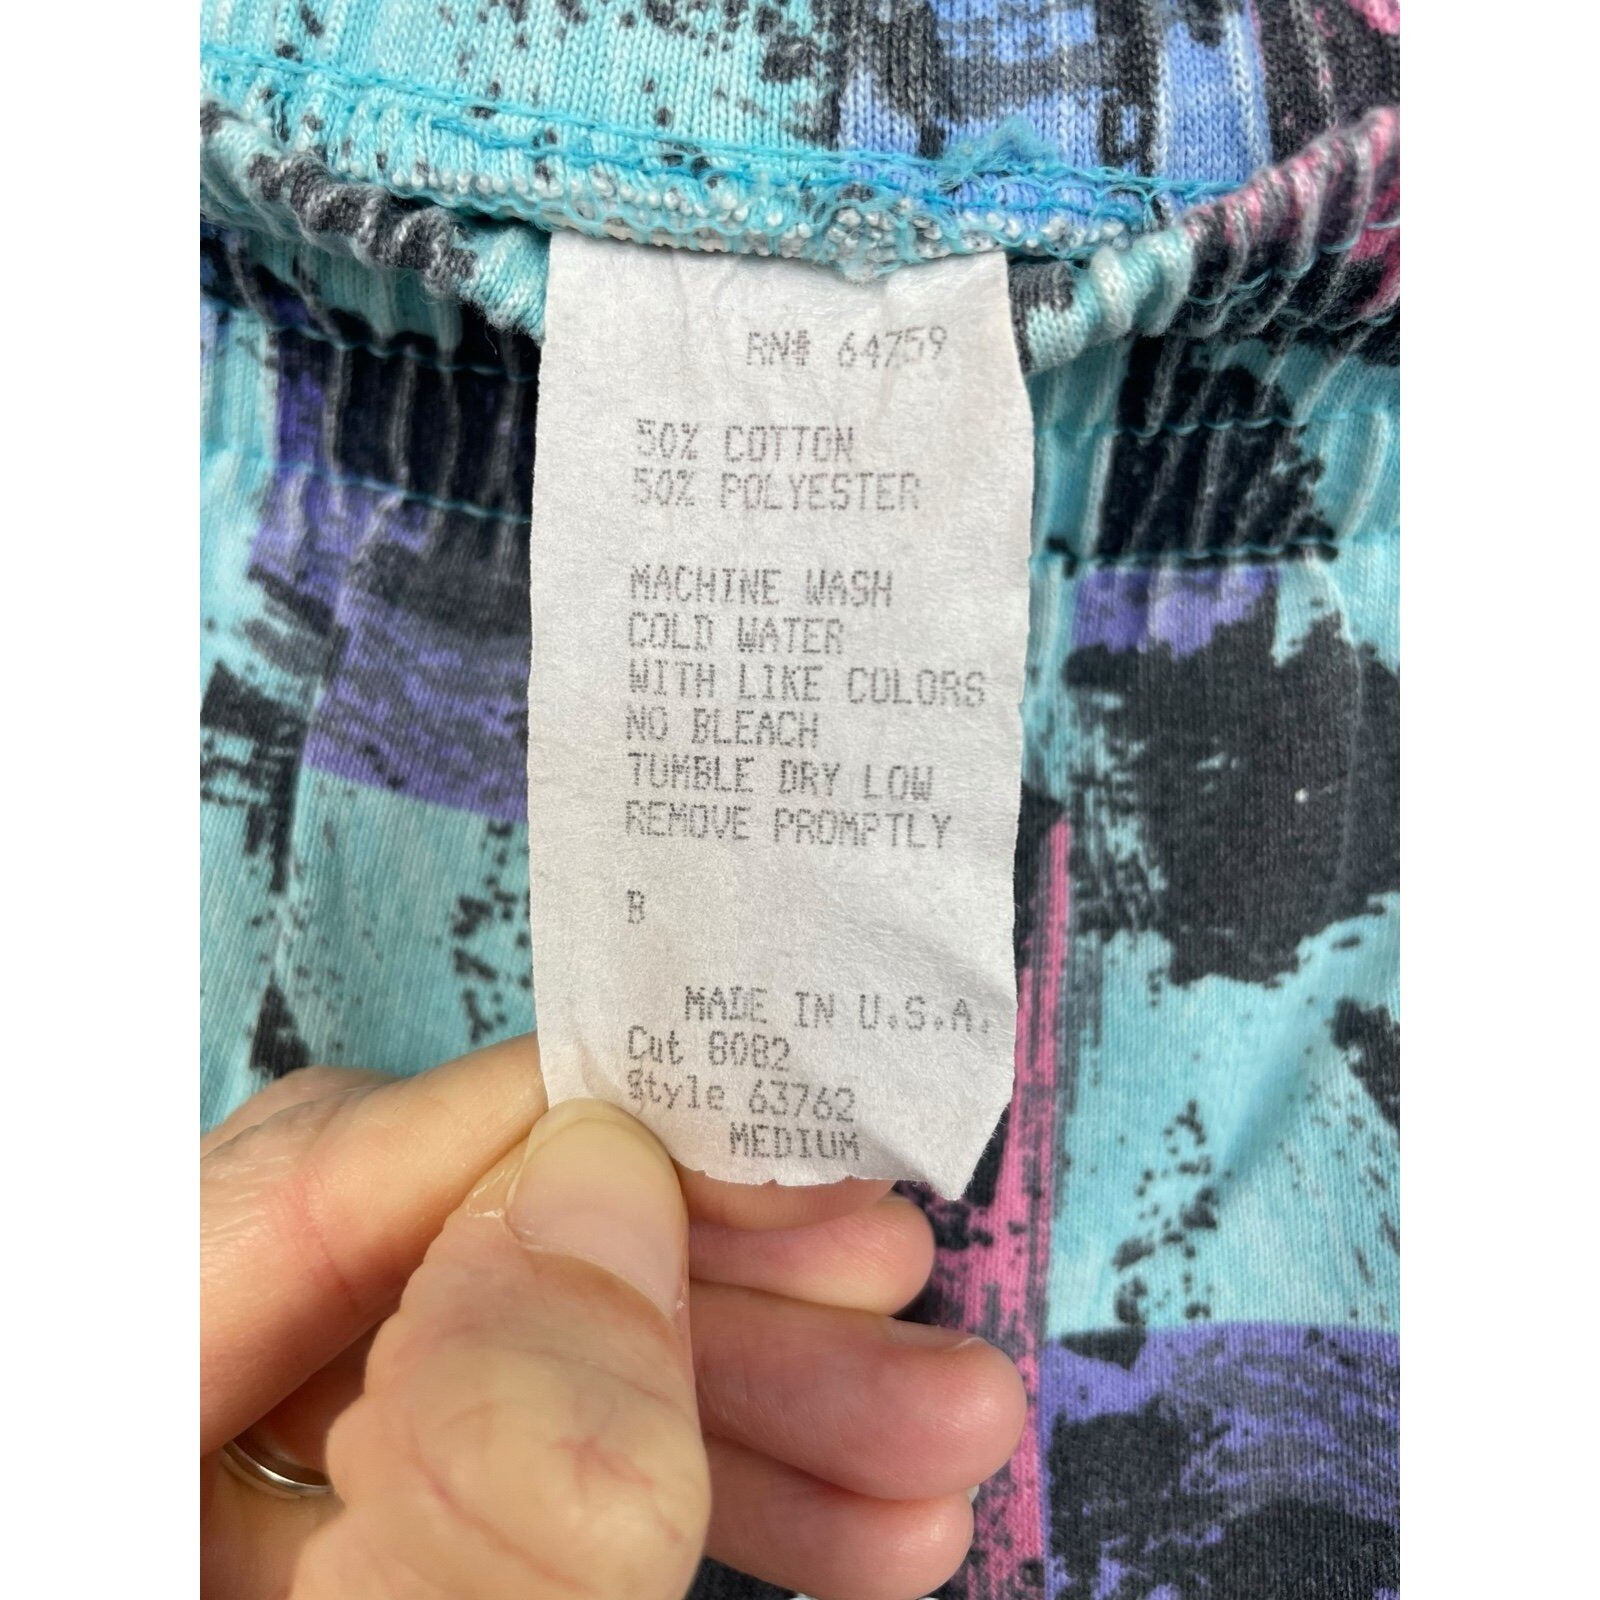 RN# 64759
50% COTTON
50% POLYESTER
MACHINE WASH
COLD WATER
WITH LIKE COLORS
NO BLEACH
TUMBLE DRY LOW
REMOVE PROMPTLY
B
MADE IN U.S.A.
Cut 8082
Style 63762
MEDIUM